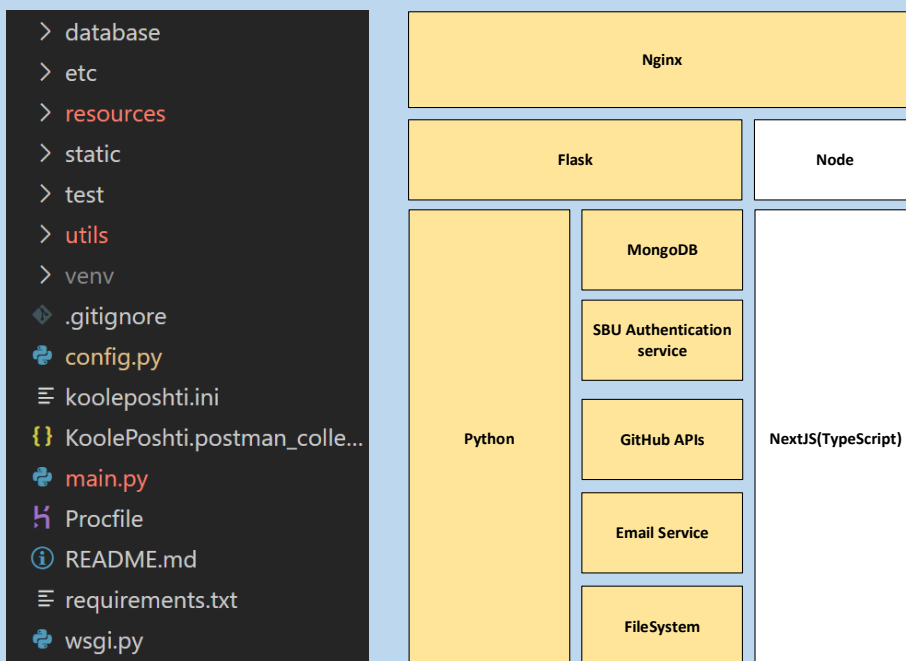 database
etc
resources
static
test
utils
venv
.gitignore
config.py
kooleposhti.ini
KoolePoshti.postman_colle...
main.py
Procfile
README.md
requirements.txt
wsgi.py
Nginx
Flask
Node
Python
MongoDB
SBU Authentication
service
GitHub APIs
Email Service
FileSystem
NextJS(TypeScript)